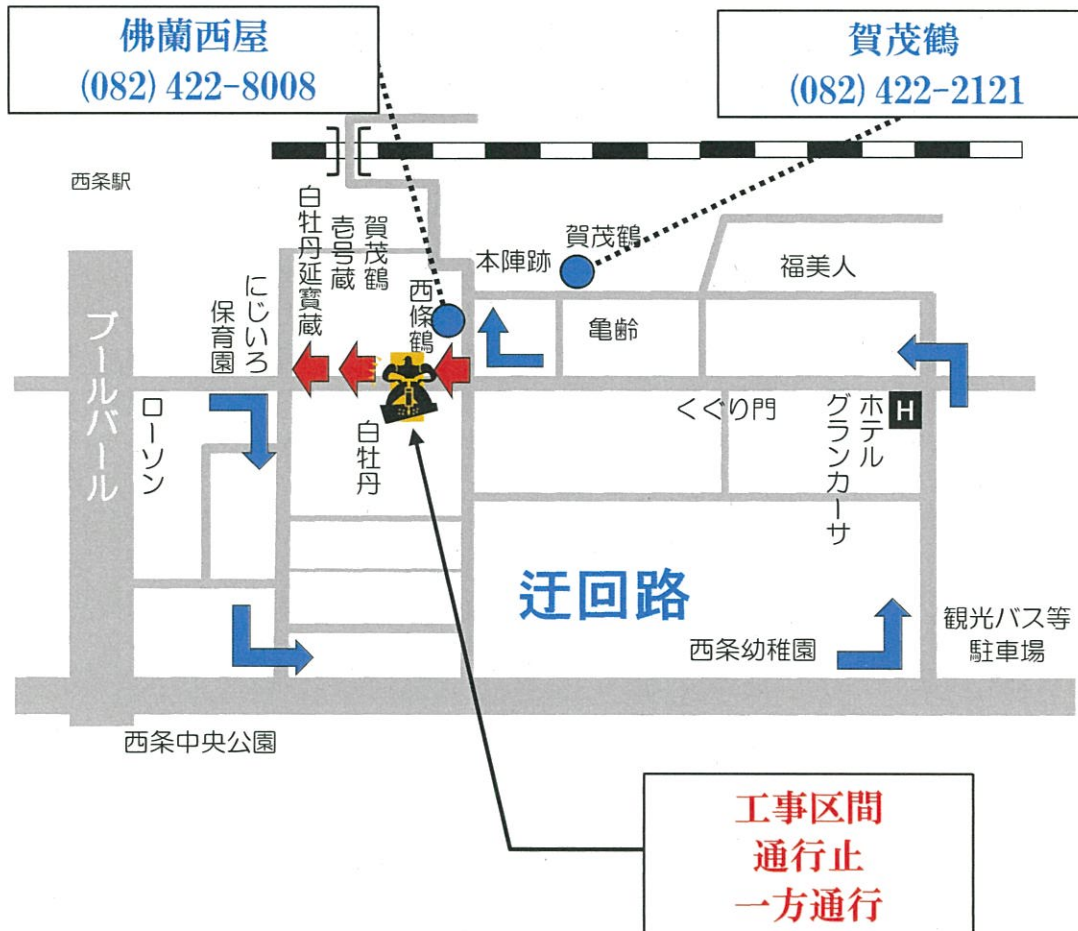 佛蘭西屋
(082) 422-8008
賀茂鶴
(082) 422-2121
西条駅
ブールバール
ローソン
にじいろ
保育園
白牡丹延寶蔵
賀茂鶴
壱号蔵
西條鶴
白牡丹
本陣跡
賀茂鶴
亀齢
福美人
くぐり門
H
ホテル
グランカーサ
迂回路
西条幼稚園
観光バス等
駐車場
西条中央公園
工事区間
通行止
一方通行